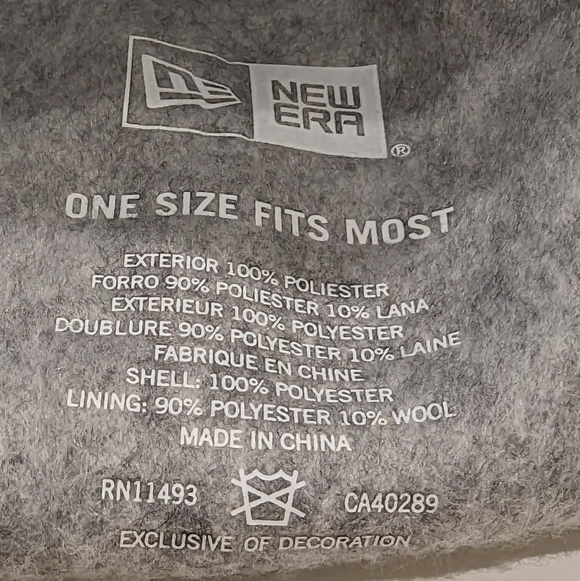 NEW
ERA
®
ONE SIZE FITS MOST
EXTERIOR 100% POLIESTER
FORRO 90% POLIESTER 10% LANA
EXTERIEUR 100% POLYESTER
DOUBLURE 90% POLYESTER 10% LAINE
FABRIQUE EN CHINE
SHELL: 100% POLYESTER
LINING: 90% POLYESTER 10% WOOL
MADE IN CHINA
RN11493 CA40289
EXCLUSIVE OF DECORATION